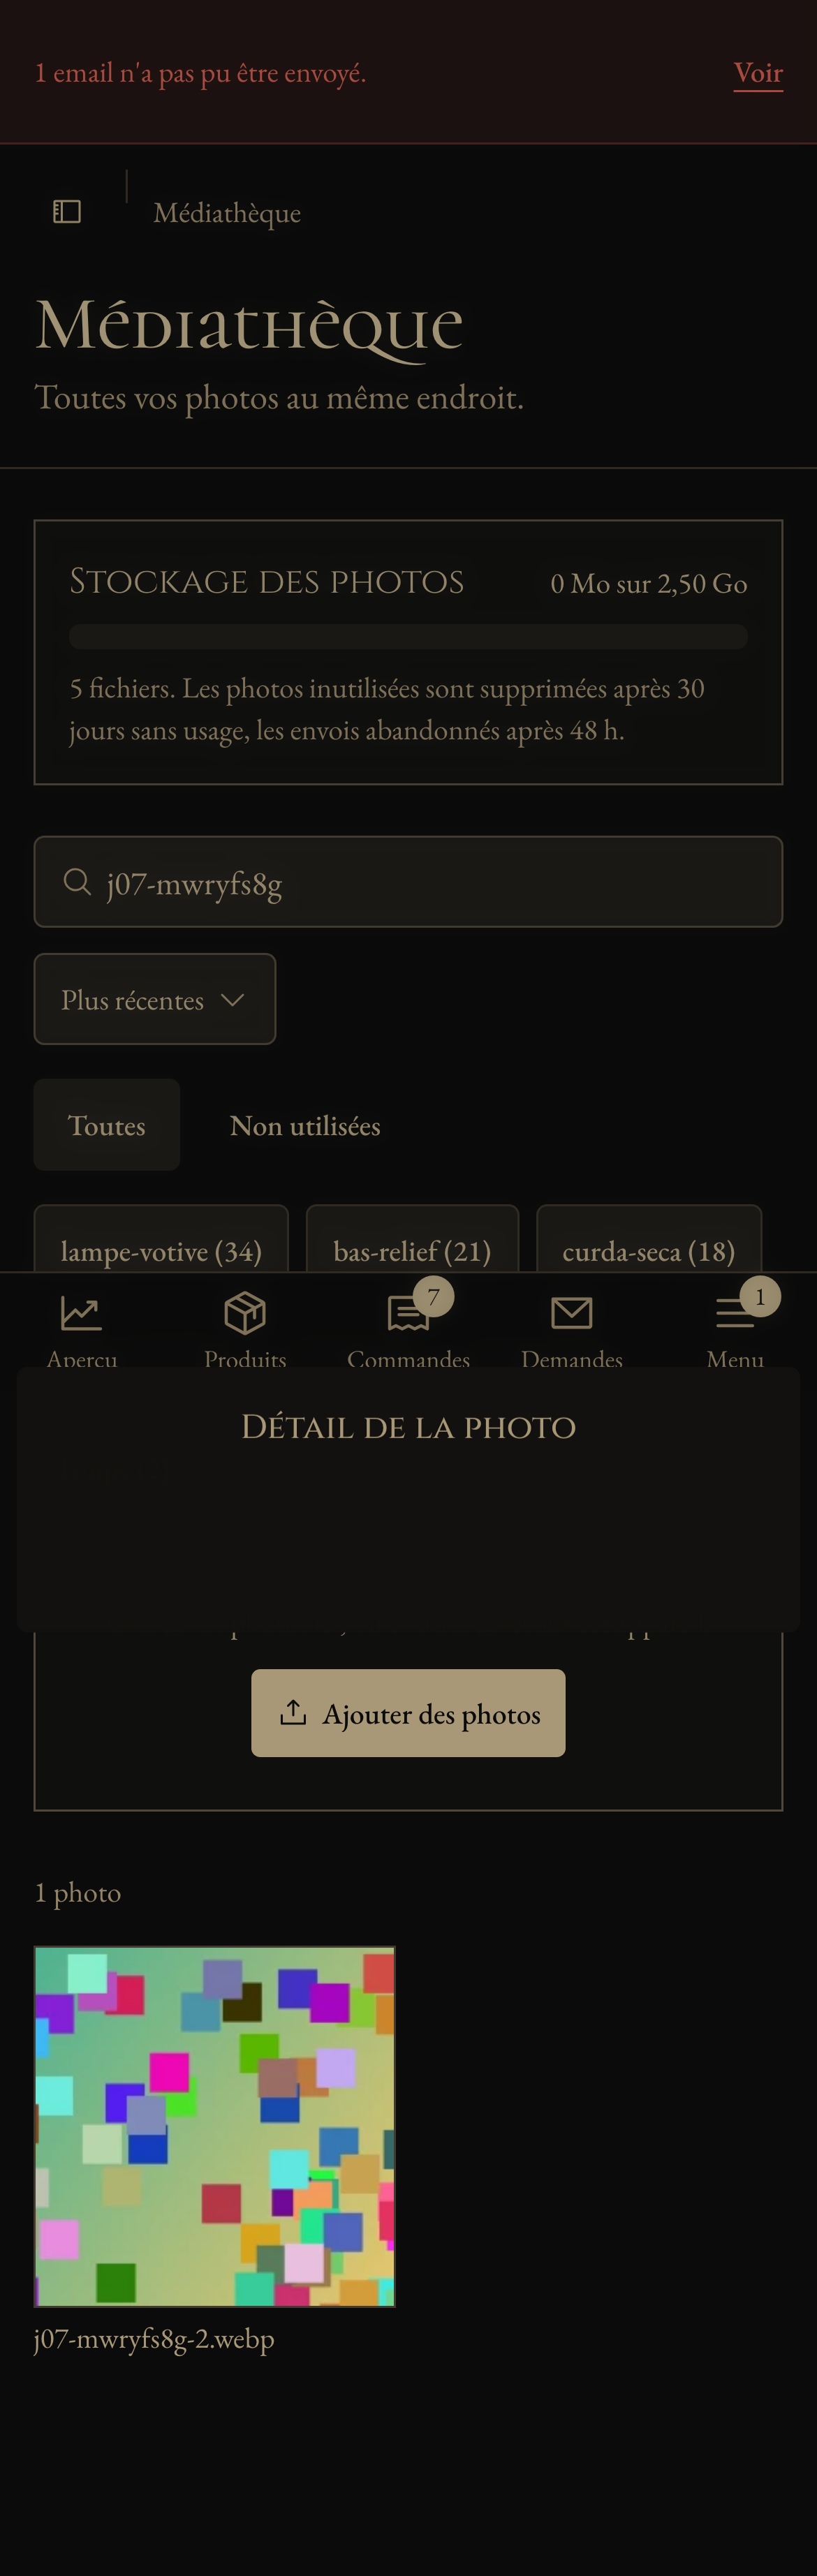 1 email n'a pas pu être envoyé.
Voir
Médiathèque
Médiathèque
Toutes vos photos au même endroit.
Stockage des photos
0 Mo sur 2,50 Go
5 fichiers. Les photos inutilisées sont supprimées après 30
jours sans usage, les envois abandonnés après 48 h.
j07-mwryfs8g
Plus récentes
Toutes
Non utilisées
lampe-votive (34)
bas-relief (21)
curda-seca (18)
7
1
Aperçu
Produits
Commandes
Demandes
Menu
Détail de la photo
Ajouter des photos
1 photo
j07-mwryfs8g-2.webp